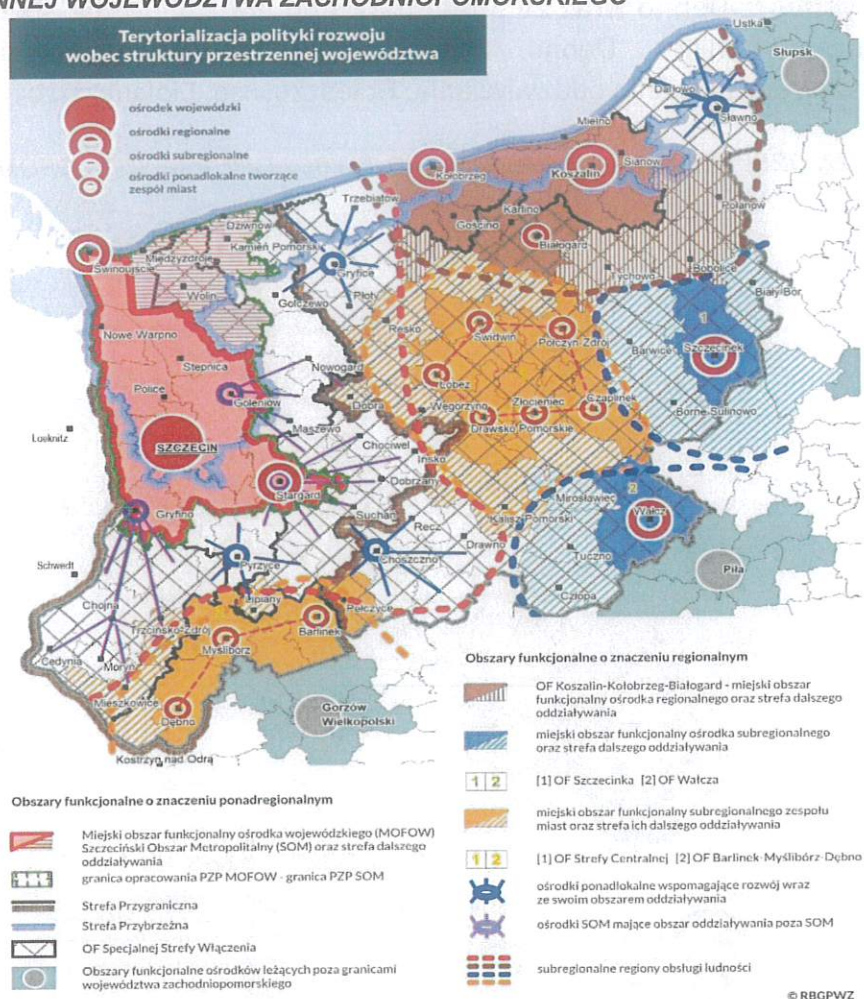 NNEJ WOJEWÓDZTWA ZACHODNIOPOMORSKIEGO
Terytorializacja polityki rozwoju
wobec struktury przestrzennej województwa
ośrodek wojewódzki
ośrodki regionalne
ośrodki subregionalne
ośrodki ponadlokalne tworzące
zespół miast
Ustka
Słupsk
Darłowo
Sławno
Mielno
Sianów
Koszalin
Kołobrzeg
Trzebiatów
Polanów
Karlino
Gościno
Białogard
Dziwnów
Kamień Pomorski
Międzyzdroje
Świnoujście
Wolin
Gryfice
Płoty
Golczewo
Tychowo
Bobolice
Biały Bór
Nowe Warpno
Stepnica
Resko
Świdwin
Połczyn-Zdrój
Barwice
1
Szczecinek
Police
Nowogard
Goleniów
Łobez
Dobra
Węgorzyno
Złocieniec
Czaplinek
Borne Sulinowo
Maszewo
Drawsko Pomorskie
Loeknitz
SZCZECIN
Chociwel
Ińsko
Dobrzany
Stargard
Mirosławiec
2
Wałcz
Gryfino
Suchań
Recz
Kalisz Pomorski
Drawno
Tuczno
Schwedt
Pyrzyce
Choszczno
Piła
Człopa
Chojna
Lipiany
Pełczyce
Trzcińsko-Zdrój
Barlinek
Cedynia
Moryń
Myślibórz
Mieszkowice
Dębno
Gorzów
Wielkopolski
Kostrzyn nad Odrą
Obszary funkcjonalne o znaczeniu ponadregionalnym
Miejski obszar funkcjonalny ośrodka wojewódzkiego (MOFOW)
Szczeciński Obszar Metropolitalny (SOM) oraz strefa dalszego
oddziaływania
granica opracowania PZP MOFOW - granica PZP SOM
Strefa Przygraniczna
Strefa Przybrzeżna
OF Specjalnej Strefy Włączenia
Obszary funkcjonalne ośrodków leżących poza granicami
województwa zachodniopomorskiego
Obszary funkcjonalne o znaczeniu regionalnym
OF Koszalin-Kołobrzeg-Białogard - miejski obszar
funkcjonalny ośrodka regionalnego oraz strefa dalszego
oddziaływania
miejski obszar funkcjonalny ośrodka subregionalnego
oraz strefa dalszego oddziaływania
1 2 [1] OF Szczecinka [2] OF Wałcza
miejski obszar funkcjonalny subregionalnego zespołu
miast oraz strefa ich dalszego oddziaływania
1 2 [1] OF Strefy Centralnej [2] OF Barlinek-Myślibórz-Dębno
ośrodki ponadlokalne wspomagające rozwój wraz
ze swoim obszarem oddziaływania
ośrodki SOM mające obszar oddziaływania poza SOM
subregionalne regiony obsługi ludności
© RBGPWZ